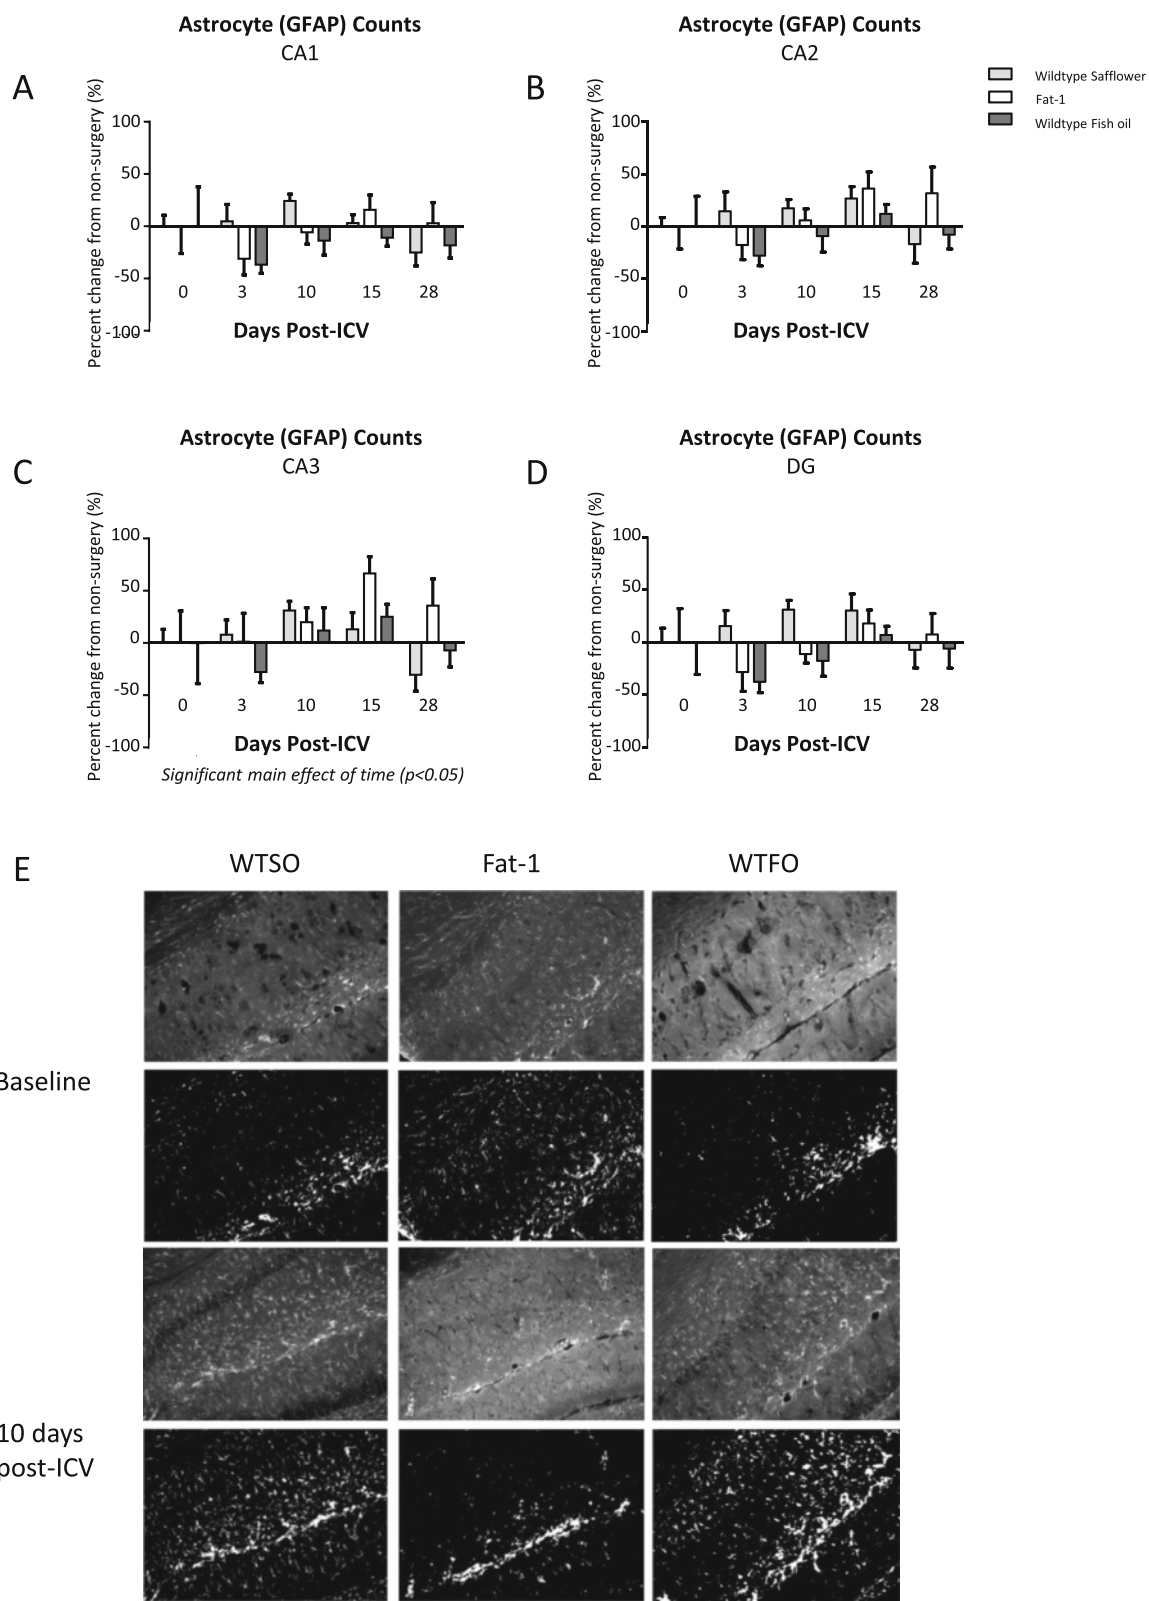 Astrocyte (GFAP) Counts
CA1
A
Percent change from non-surgery (%)
100
50
0
-50
-100
0 3 10 15 28
Days Post-ICV
Astrocyte (GFAP) Counts
CA2
B
Percent change from non-surgery (%)
100
50
0
-50
-100
0 3 10 15 28
Days Post-ICV
Wildtype Safflower
Fat-1
Wildtype Fish oil
Astrocyte (GFAP) Counts
CA3
C
Percent change from non-surgery (%)
100
50
0
-50
-100
0 3 10 15 28
Days Post-ICV
Significant main effect of time (p<0.05)
Astrocyte (GFAP) Counts
DG
D
Percent change from non-surgery (%)
100
50
0
-50
-100
0 3 10 15 28
Days Post-ICV
E
WTSO Fat-1 WTFO
Baseline
10 days
post-ICV